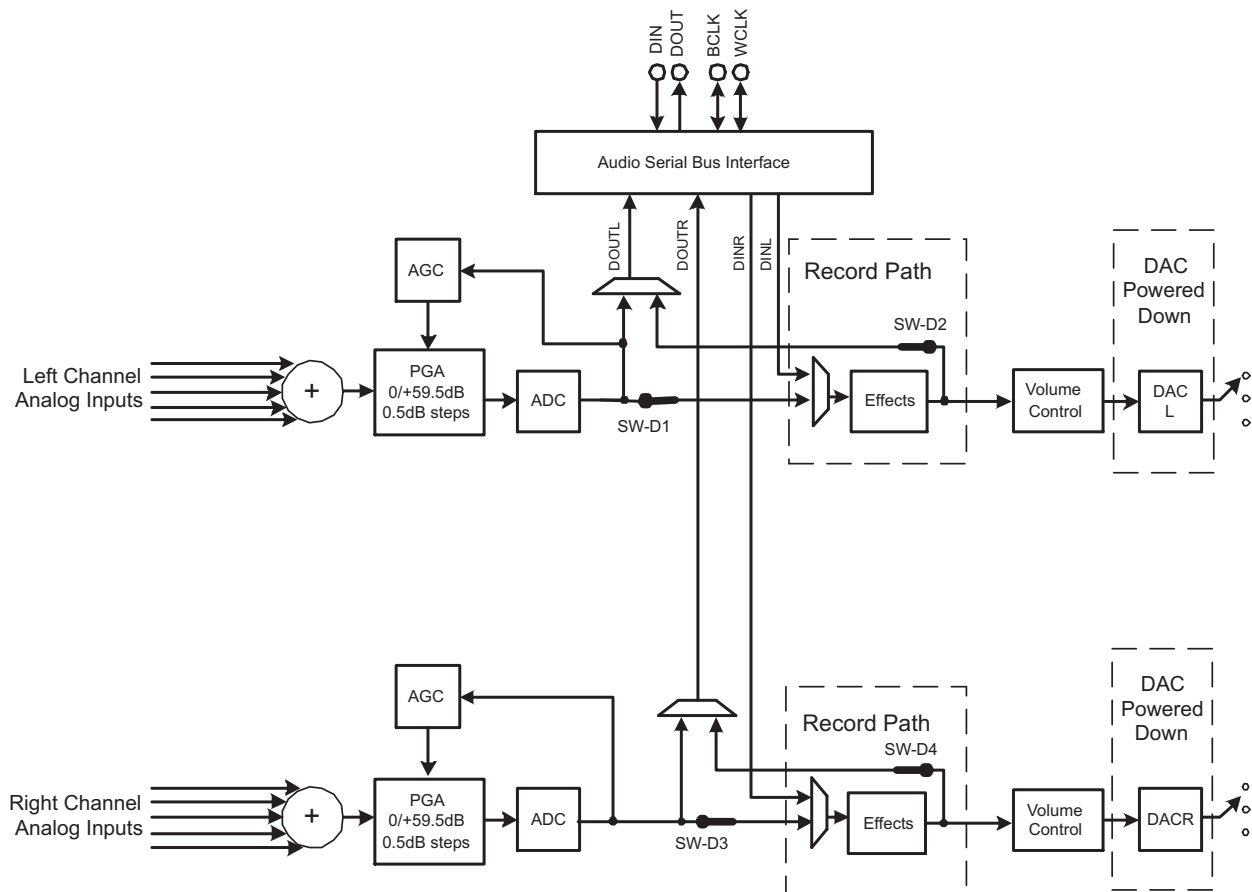 DIN
DOUT
BCLK
WCLK
Audio Serial Bus Interface
DOUTL
DOUTR
DINR
DINL
Record Path
DAC
Powered
Down
AGC
SW-D2
Left Channel
Analog Inputs
+
PGA
0/+59.5dB
0.5dB steps
ADC
SW-D1
Effects
Volume
Control
DAC
L
AGC
Record Path
DAC
Powered
Down
SW-D4
Right Channel
Analog Inputs
+
PGA
0/+59.5dB
0.5dB steps
ADC
SW-D3
Effects
Volume
Control
DACR